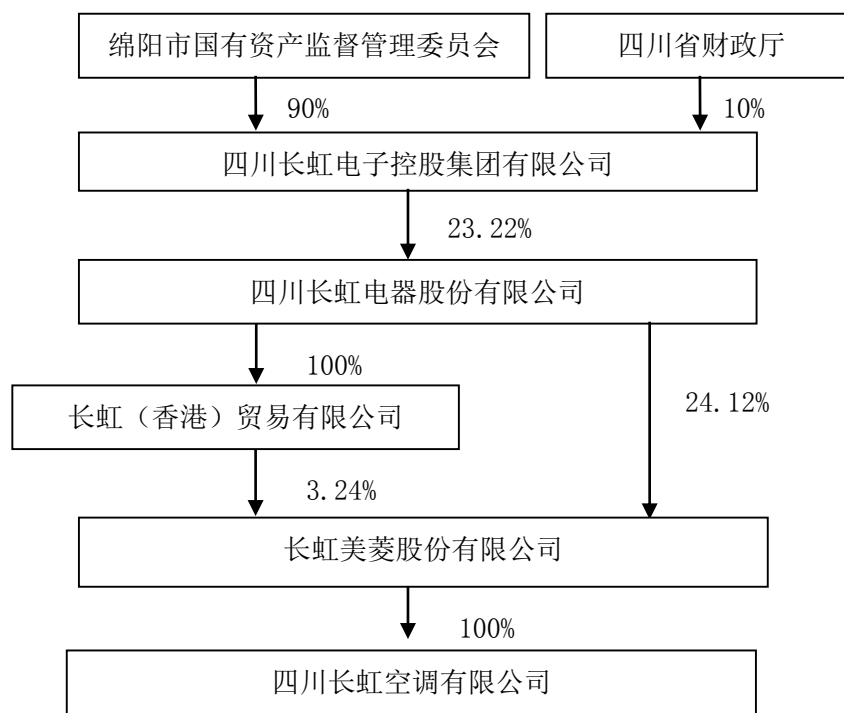 绵阳市国有资产监督管理委员会
四川省财政厅
90%
10%
四川长虹电子控股集团有限公司
23.22%
四川长虹电器股份有限公司
100%
长虹（香港）贸易有限公司
24.12%
3.24%
长虹美菱股份有限公司
100%
四川长虹空调有限公司